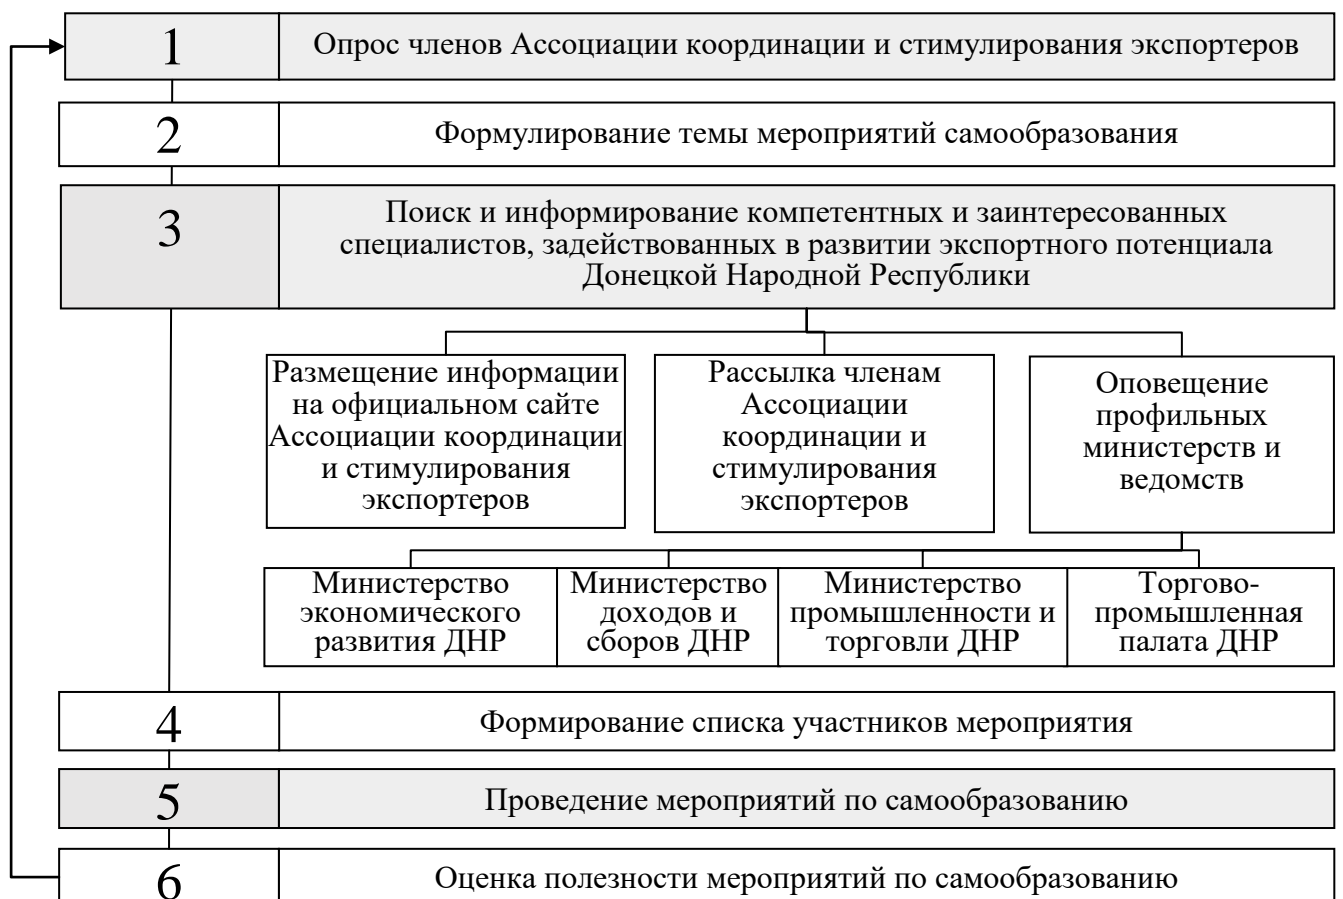 1
Опрос членов Ассоциации координации и стимулирования экспортеров
2
Формулирование темы мероприятий самообразования
3
Поиск и информирование компетентных и заинтересованных
специалистов, задействованных в развитии экспортного потенциала
Донецкой Народной Республики
Размещение информации
на официальном сайте
Ассоциации координации
и стимулирования
экспортеров
Рассылка членам
Ассоциации
координации и
стимулирования
экспортеров
Оповещение
профильных
министерств и
ведомств
Министерство
экономического
развития ДНР
Министерство
доходов и
сборов ДНР
Министерство
промышленности и
торговли ДНР
Торгово-
промышленная
палата ДНР
4
Формирование списка участников мероприятия
5
Проведение мероприятий по самообразованию
6
Оценка полезности мероприятий по самообразованию